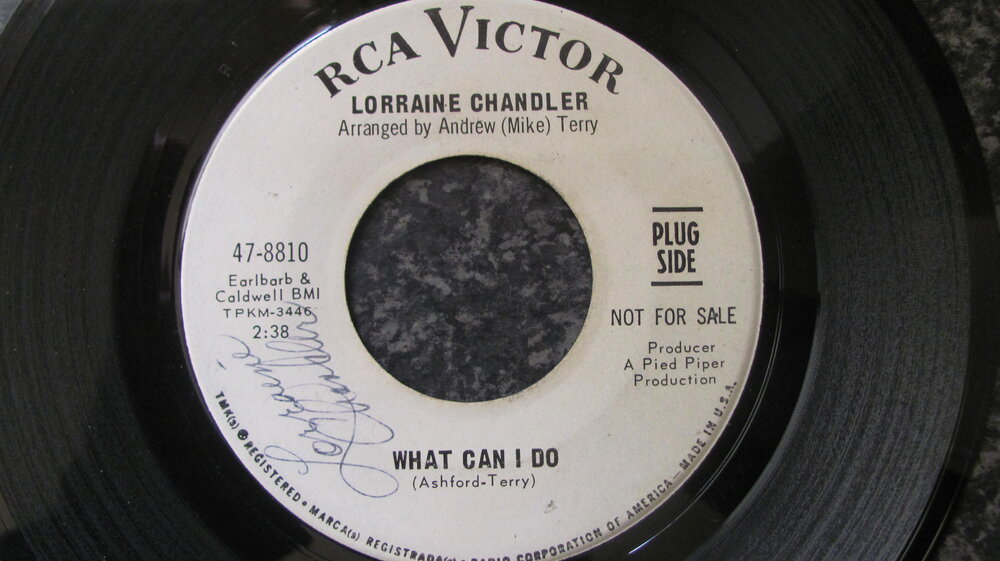 RCA VICTOR
LORRAINE CHANDLER
Arranged by Andrew (Mike) Terry
47-8810
Earlbarb &
Caldwell BMI
TPKM-3446
2:38
PLUG
SIDE
NOT FOR SALE
Producer
A Pied Piper
Production
Lorraine
Chandler
WHAT CAN I DO
(Ashford-Terry)
TMK(s) ® REGISTERED • MARCA(s) REGISTRADA(s) • RADIO CORPORATION OF AMERICA — MADE IN U.S.A.